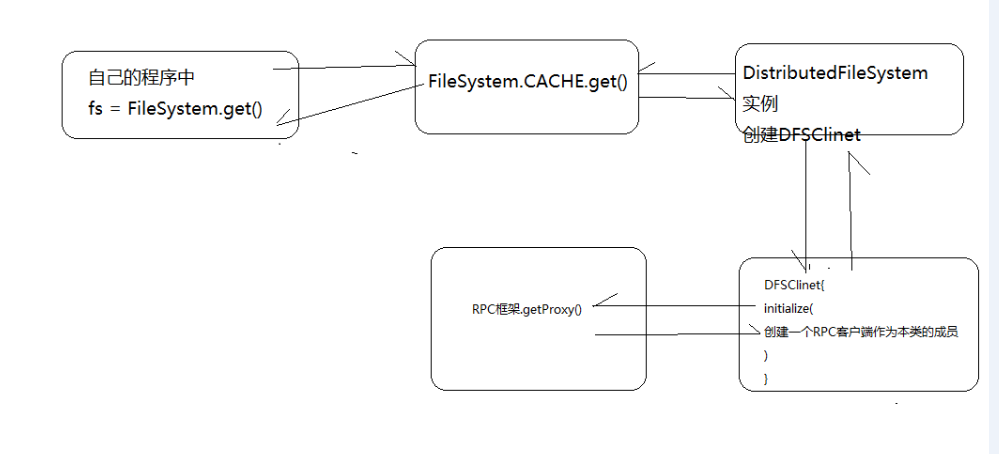 自己的程序中
fs = FileSystem.get()
FileSystem.CACHE.get()
DistributedFileSystem
实例
创建DFSClinet
RPC框架.getProxy()
DFSClinet{
initialize(
创建一个RPC客户端作为本类的成员
)
}